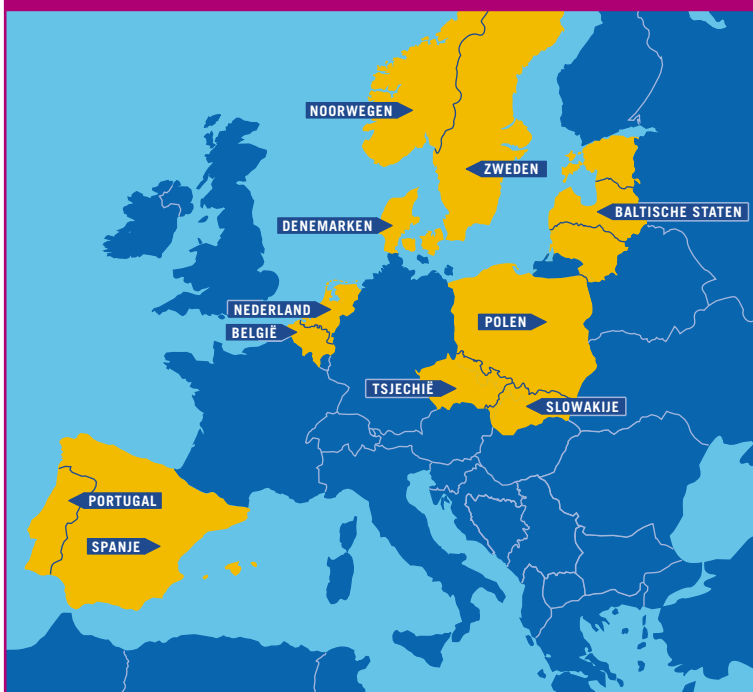 NOORWEGEN
ZWEDEN
BALTISCHE STATEN
DENEMARKEN
NEDERLAND
BELGIË
POLEN
TSJECHIË
SLOWAKIJE
PORTUGAL
SPANJE